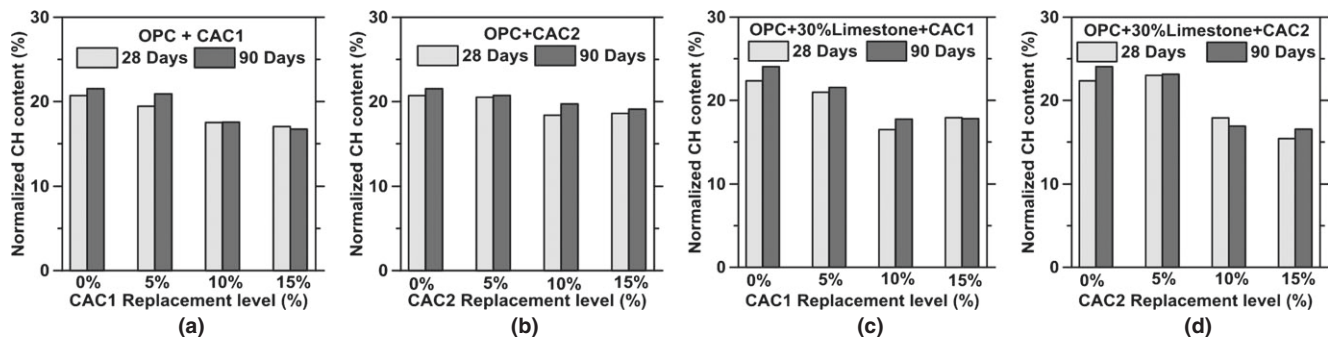 Normalized CH content (%)
30
20
10
0
OPC + CAC1
28 Days 90 Days
0% 5% 10% 15%
CAC1 Replacement level (%)
(a)
Normalized CH content (%)
30
20
10
0
OPC+CAC2
28 Days 90 Days
0% 5% 10% 15%
CAC2 Replacement level (%)
(b)
Normalized CH content (%)
30
20
10
0
OPC+30%Limestone+CAC1
28 Days 90 Days
0% 5% 10% 15%
CAC1 Replacement level (%)
(c)
Normalized CH content (%)
30
20
10
0
OPC+30%Limestone+CAC2
28 Days 90 Days
0% 5% 10% 15%
CAC2 Replacement level (%)
(d)